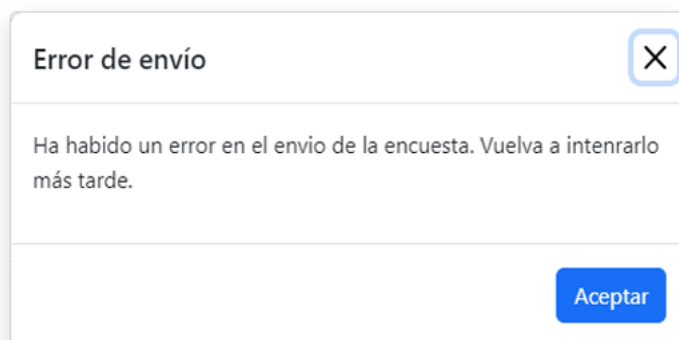 Error de envío
Ha habido un error en el envio de la encuesta. Vuelva a intenrarlo
más tarde.
Aceptar